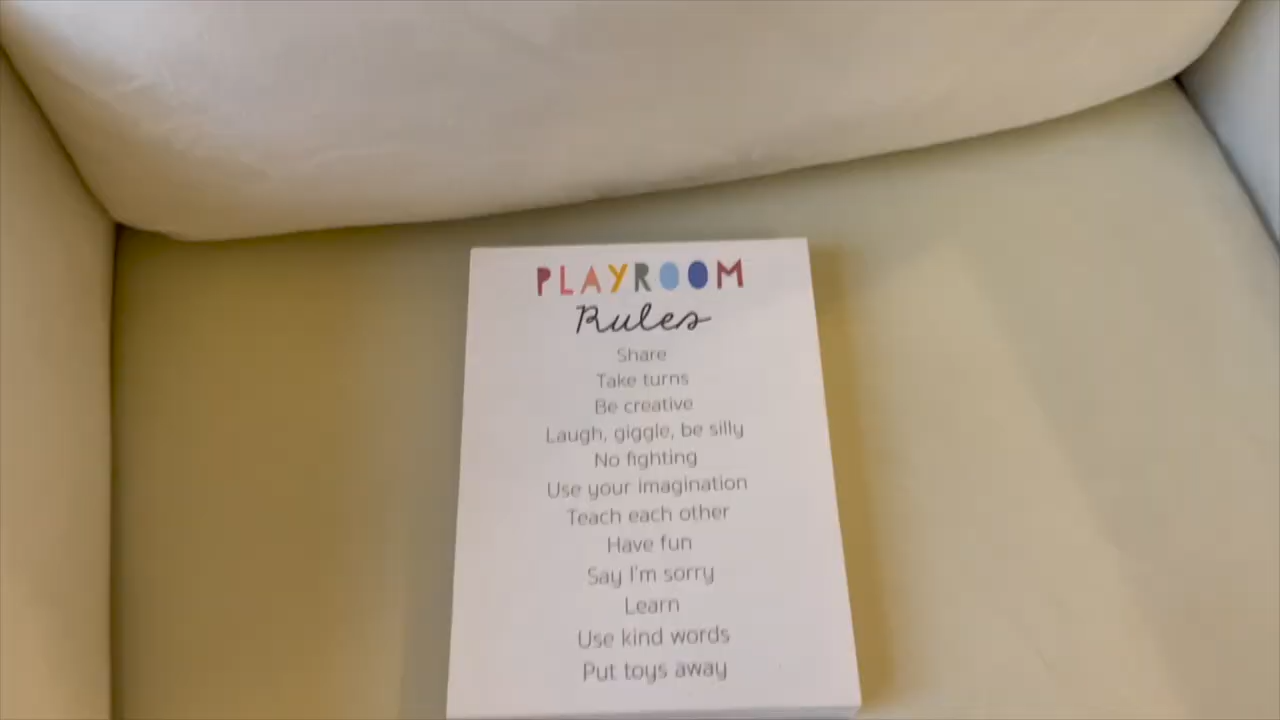 PLAYROOM
Rules
Share
Take turns
Be creative
Laugh, giggle, be silly
No fighting
Use your imagination
Teach each other
Have fun
Say I'm sorry
Learn
Use kind words
Put toys away